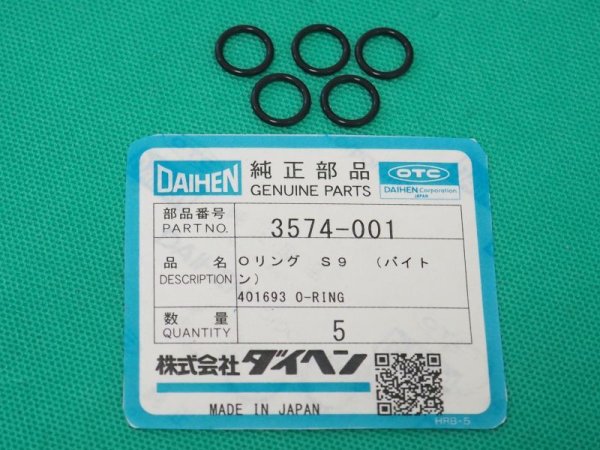 DAIHEN 純正部品 OTC
GENUINE PARTS DAIHEN Corporation
JAPAN
部品番号
PART NO. 3574-001
品名 Oリング S9 (バイト
DESCRIPTION ン)
401693 O-RING
数量
QUANTITY 5
株式会社ダイヘン
MADE IN JAPAN
HRB-5